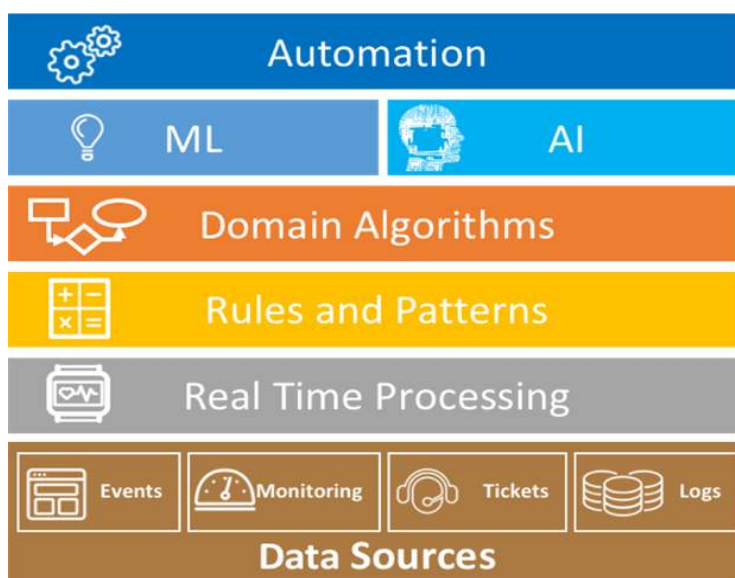 Automation
ML
AI
Domain Algorithms
+ −
× =
Rules and Patterns
Real Time Processing
Events
Monitoring
Tickets
Logs
Data Sources